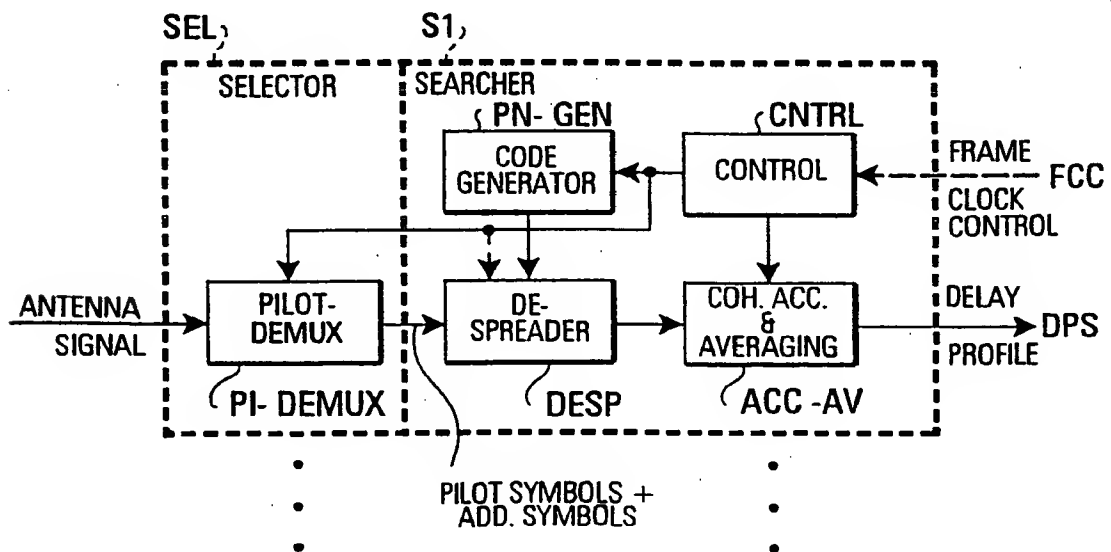 SEL
S1
SELECTOR
SEARCHER
PN- GEN
CNTRL
CODE
GENERATOR
CONTROL
FRAME
FCC
CLOCK
CONTROL
ANTENNA
SIGNAL
PILOT-
DEMUX
DE-
SPREADER
COH. ACC.
&
AVERAGING
DELAY
DPS
PROFILE
PI- DEMUX
DESP
ACC -AV
PILOT SYMBOLS +
ADD. SYMBOLS